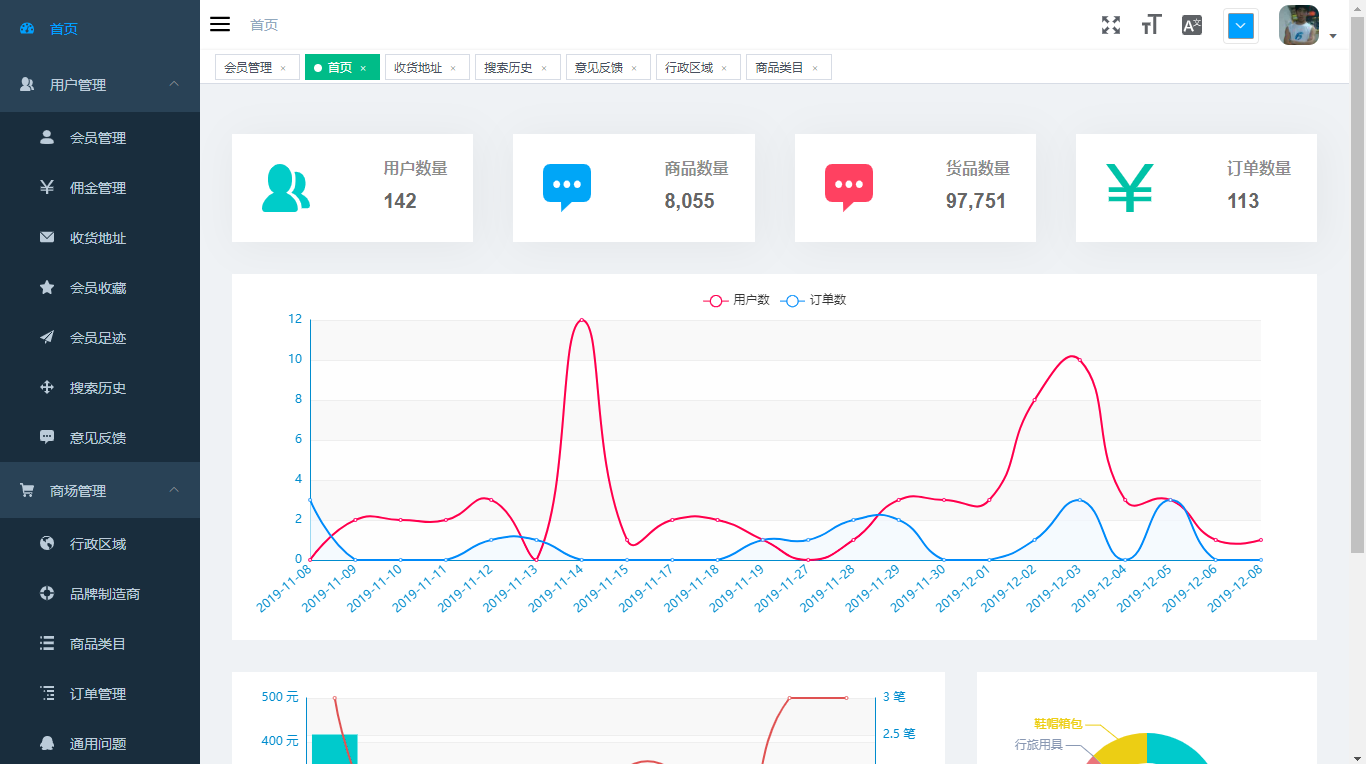 首页
用户管理
会员管理
佣金管理
收货地址
会员收藏
会员足迹
搜索历史
意见反馈
商场管理
行政区域
品牌制造商
商品类目
订单管理
通用问题
首页
会员管理 × 首页 × 收货地址 × 搜索历史 × 意见反馈 × 行政区域 × 商品类目 ×
用户数量
142
商品数量
8,055
货品数量
97,751
订单数量
113
用户数 订单数
12
10
8
6
4
2
0
2019-11-08 2019-11-09 2019-11-10 2019-11-11 2019-11-12 2019-11-13 2019-11-14 2019-11-15 2019-11-17 2019-11-18 2019-11-19 2019-11-27 2019-11-28 2019-11-29 2019-11-30 2019-12-01 2019-12-02 2019-12-03 2019-12-04 2019-12-05 2019-12-06 2019-12-08
500 元
400 元
3 笔
2.5 笔
鞋帽箱包
行旅用具